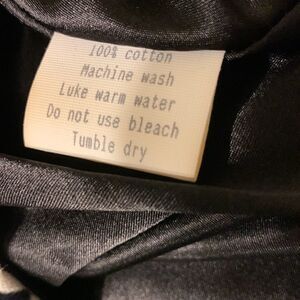 100% cotton
Machine wash
Luke warm water
Do not use bleach
Tumble dry